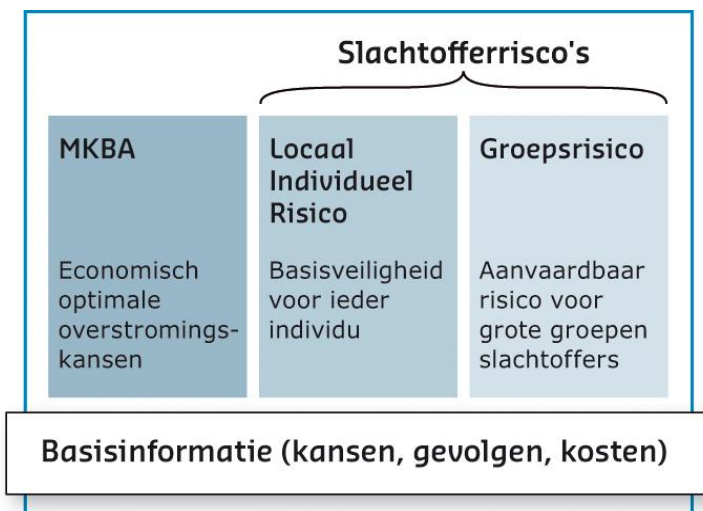 Slachtofferrisco's
MKBA
Economisch
optimale
overstromings-
kansen
Locaal
Individueel
Risico
Basisveiligheid
voor ieder
individu
Groepsrisico
Aanvaardbaar
risico voor
grote groepen
slachtoffers
Basisinformatie (kansen, gevolgen, kosten)